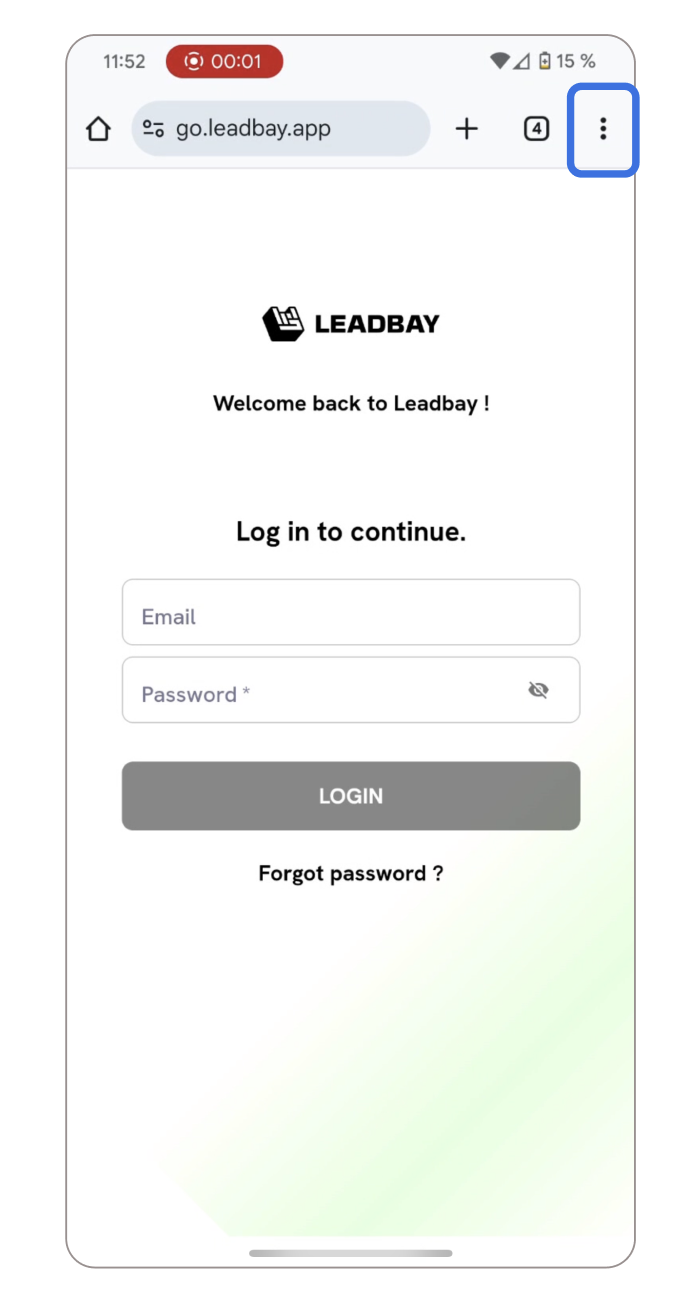 11:52 00:01 15 %
go.leadbay.app 4
LEADBAY
Welcome back to Leadbay !
Log in to continue.
Email
Password *
LOGIN
Forgot password ?